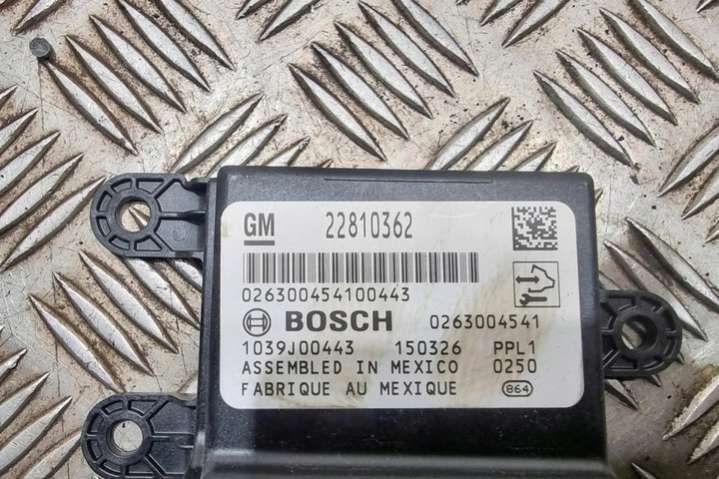 GM 22810362
026300454100443
BOSCH 0263004541
1039J00443 150326 PPL1
ASSEMBLED IN MEXICO 0250
FABRIQUE AU MEXIQUE 864